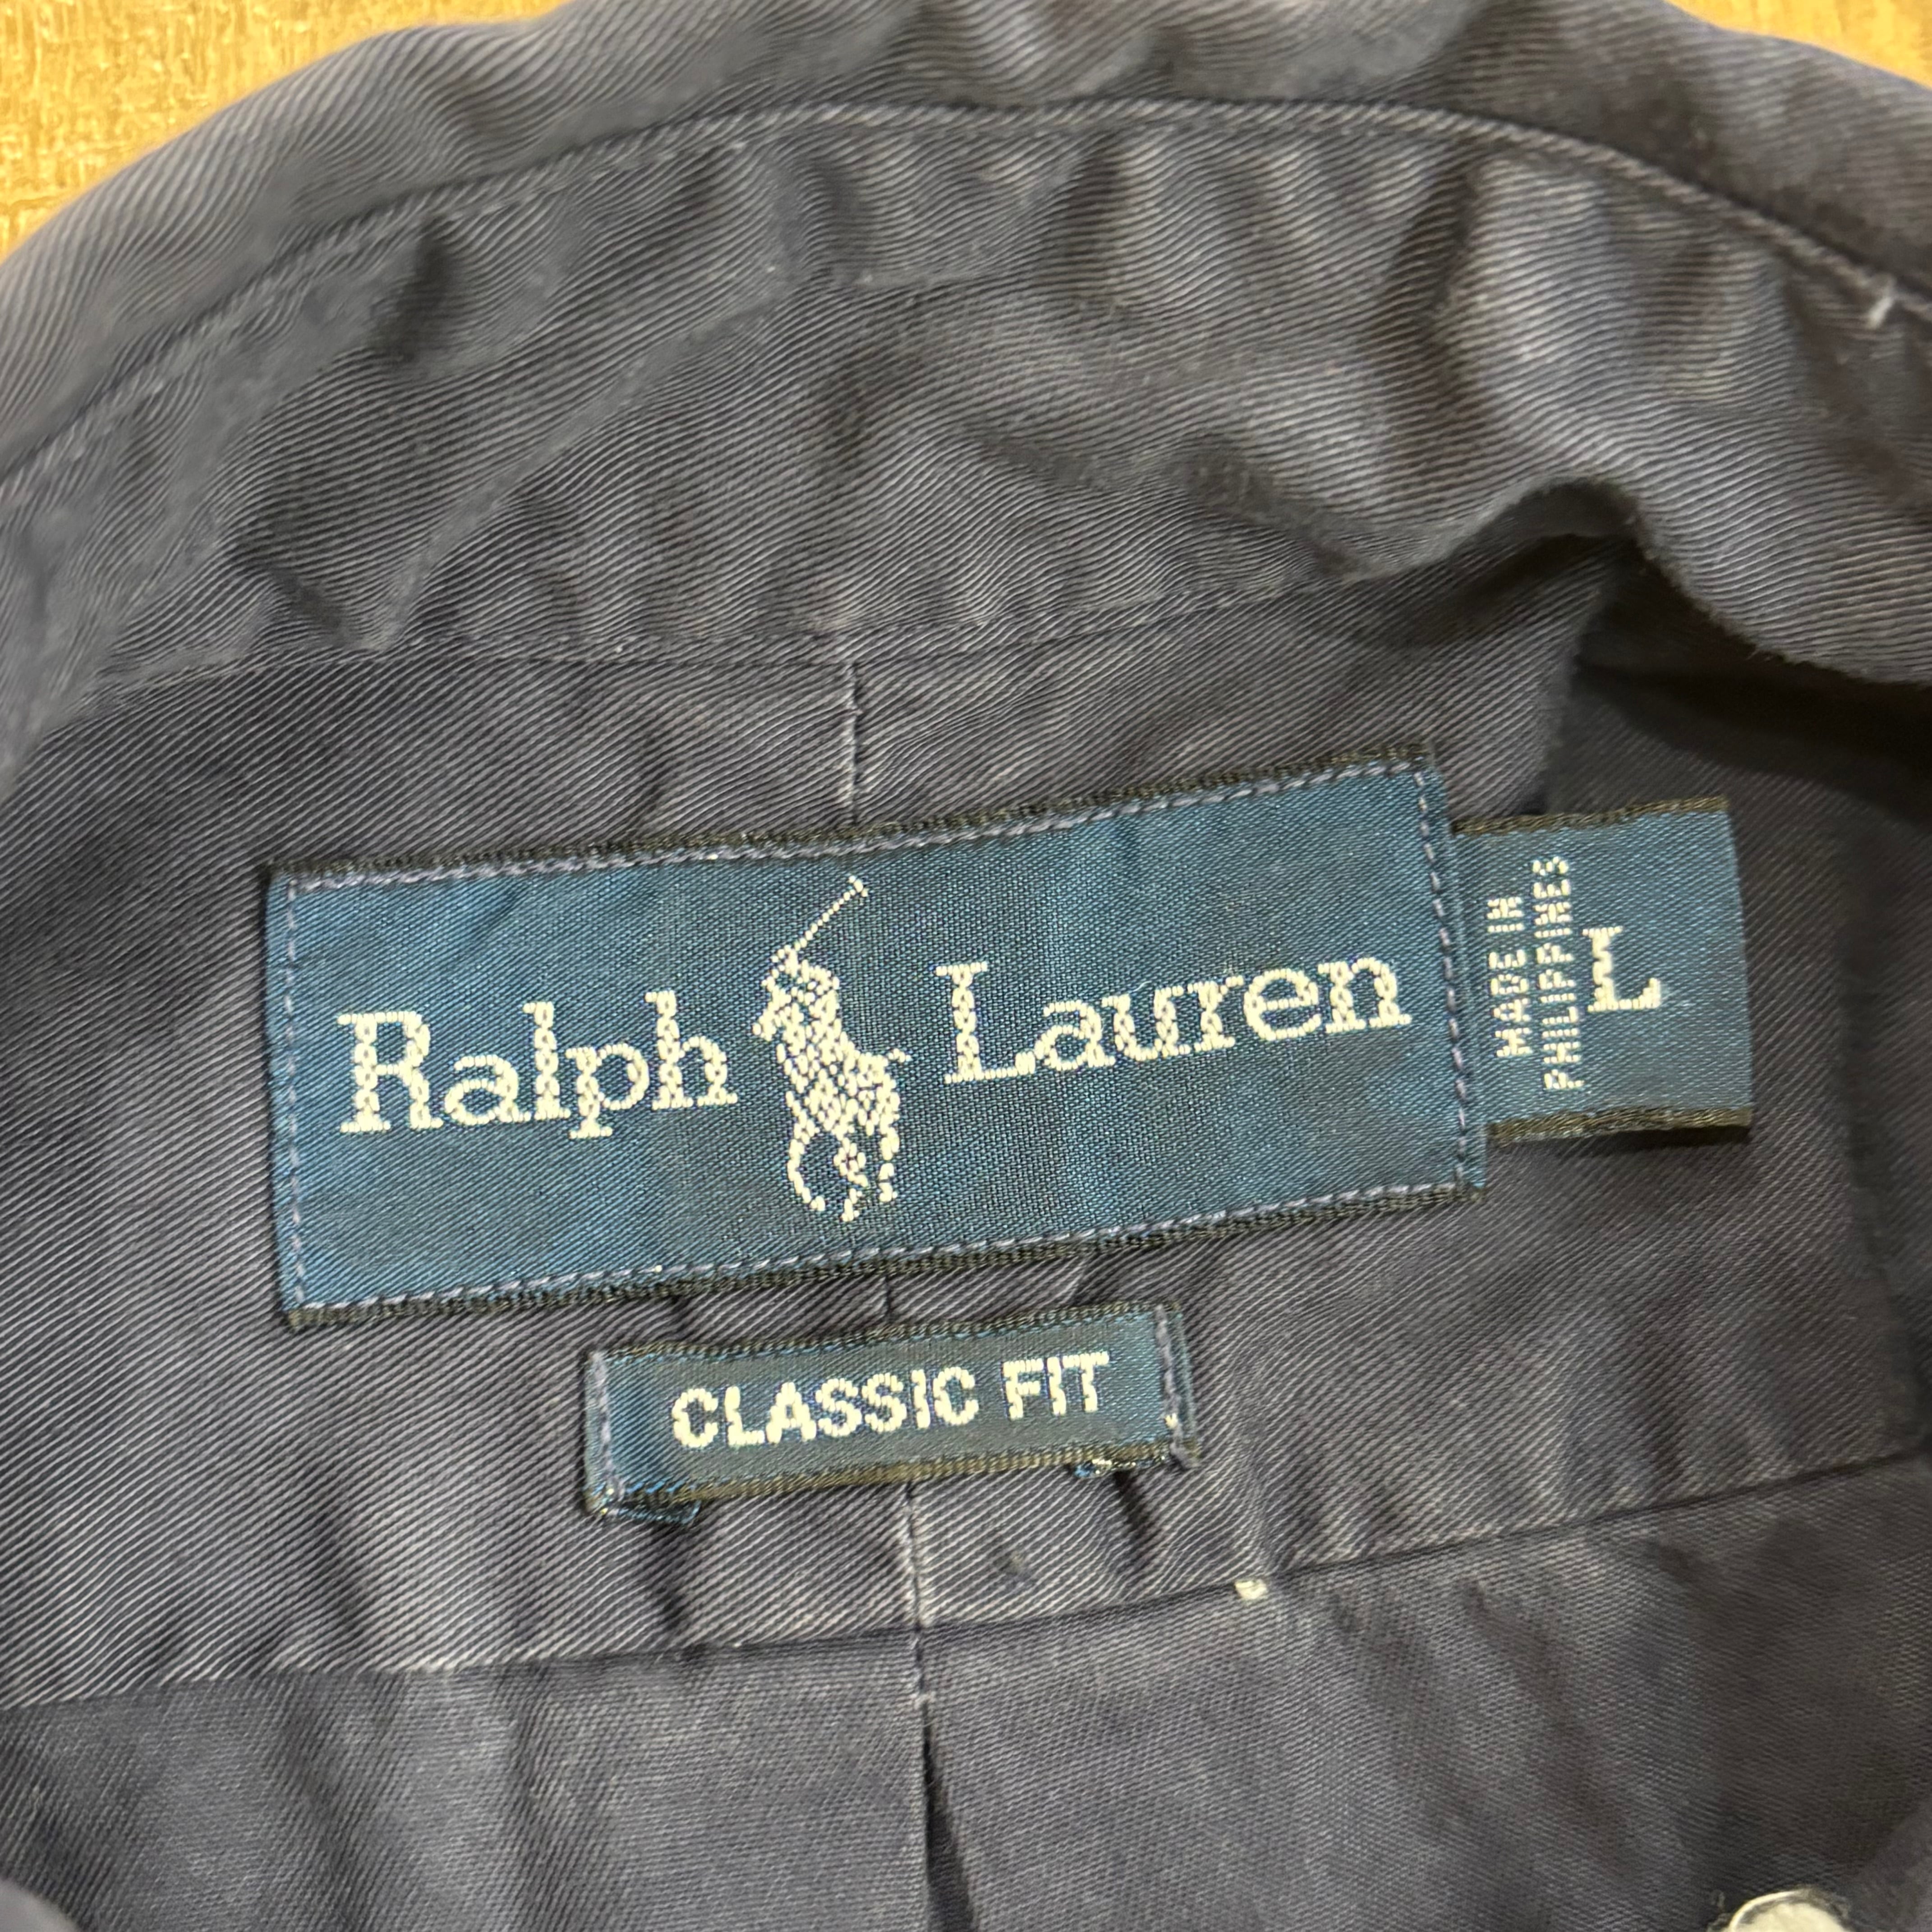 Ralph Lauren
MADE IN
PHILIPPINES
L
CLASSIC FIT